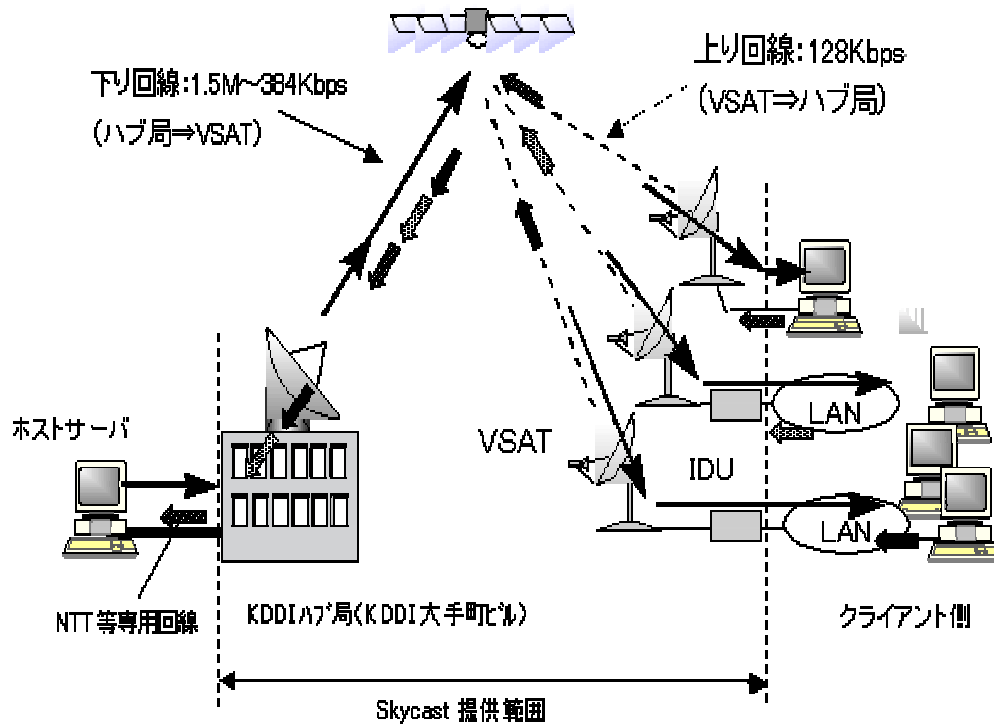 下り回線:1.5M～384Kbps
(ハブ局⇒VSAT)
上り回線:128Kbps
(VSAT⇒ハブ局)
ホストサーバ
VSAT
IDU
LAN
LAN
NTT等専用回線
KDDIハブ局(KDDI大手町ビル)
クライアント側
Skycast 提供範囲